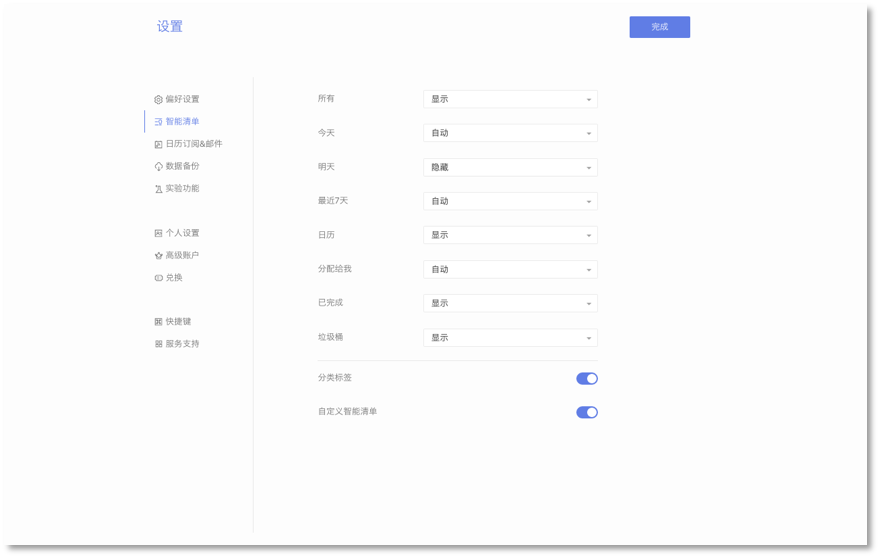 设置
完成
偏好设置
智能清单
日历订阅&邮件
数据备份
实验功能
个人设置
高级账户
兑换
快捷键
服务支持
所有 显示
今天 自动
明天 隐藏
最近7天 自动
日历 显示
分配给我 自动
已完成 显示
垃圾桶 显示
分类标签
自定义智能清单